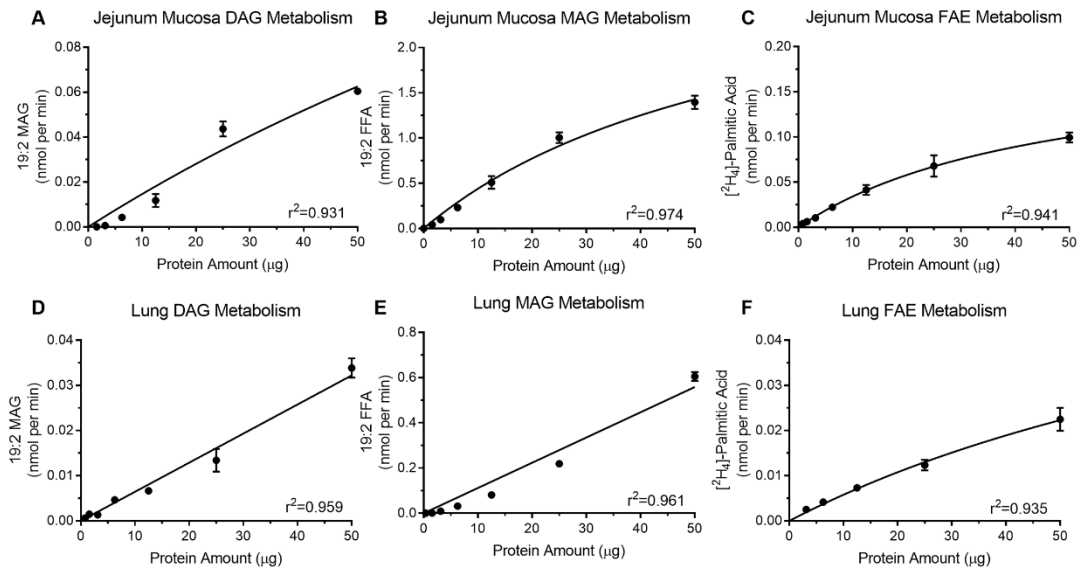 A
Jejunum Mucosa DAG Metabolism
19:2 MAG
(nmol per min)
0.08
0.06
0.04
0.02
0.00
0 10 20 30 40 50
r²=0.931
Protein Amount (μg)
B
Jejunum Mucosa MAG Metabolism
19:2 FFA
(nmol per min)
2.0
1.5
1.0
0.5
0.0
0 10 20 30 40 50
r²=0.974
Protein Amount (μg)
C
Jejunum Mucosa FAE Metabolism
[²H₄]-Palmitic Acid
(nmol per min)
0.20
0.15
0.10
0.05
0.00
0 10 20 30 40 50
r²=0.941
Protein Amount (μg)
D
Lung DAG Metabolism
19:2 MAG
(nmol per min)
0.04
0.03
0.02
0.01
0.00
0 10 20 30 40 50
r²=0.959
Protein Amount (μg)
E
Lung MAG Metabolism
19:2 FFA
(nmol per min)
0.8
0.6
0.4
0.2
0.0
0 10 20 30 40 50
r²=0.961
Protein Amount (μg)
F
Lung FAE Metabolism
[²H₄]-Palmitic Acid
(nmol per min)
0.04
0.03
0.02
0.01
0.00
0 10 20 30 40 50
r²=0.935
Protein Amount (μg)